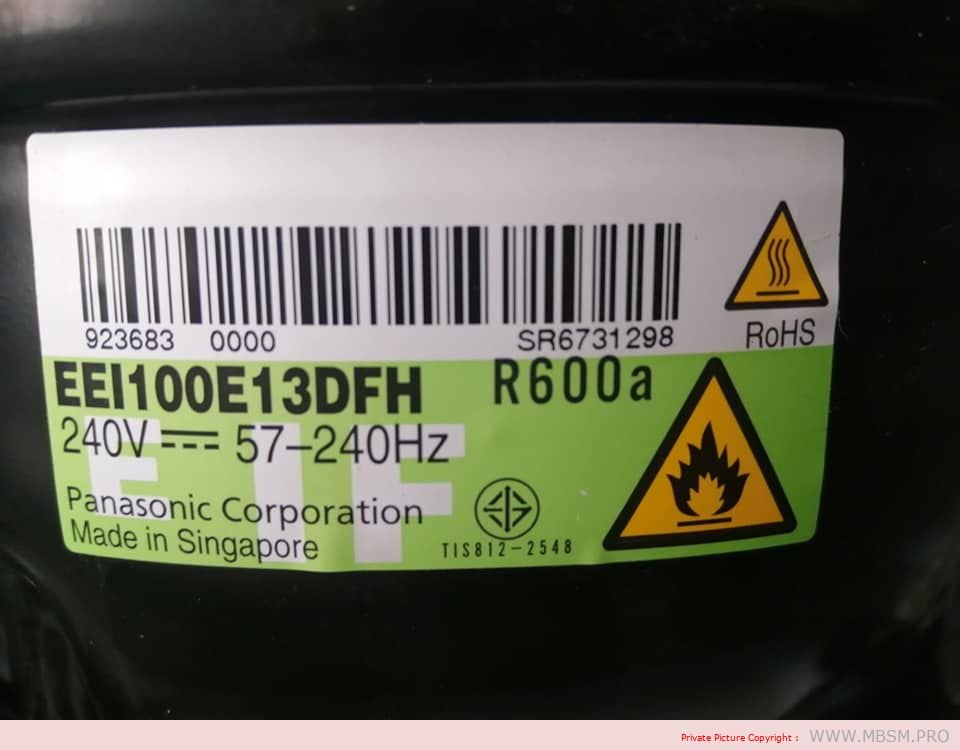 923683 0000 SR6731298
RoHS
EEI100E13DFH R600a
240V 57-240Hz
Panasonic Corporation
Made in Singapore
TIS812-2548
EIF
Private Picture Copyright : WWW.MBSM.PRO